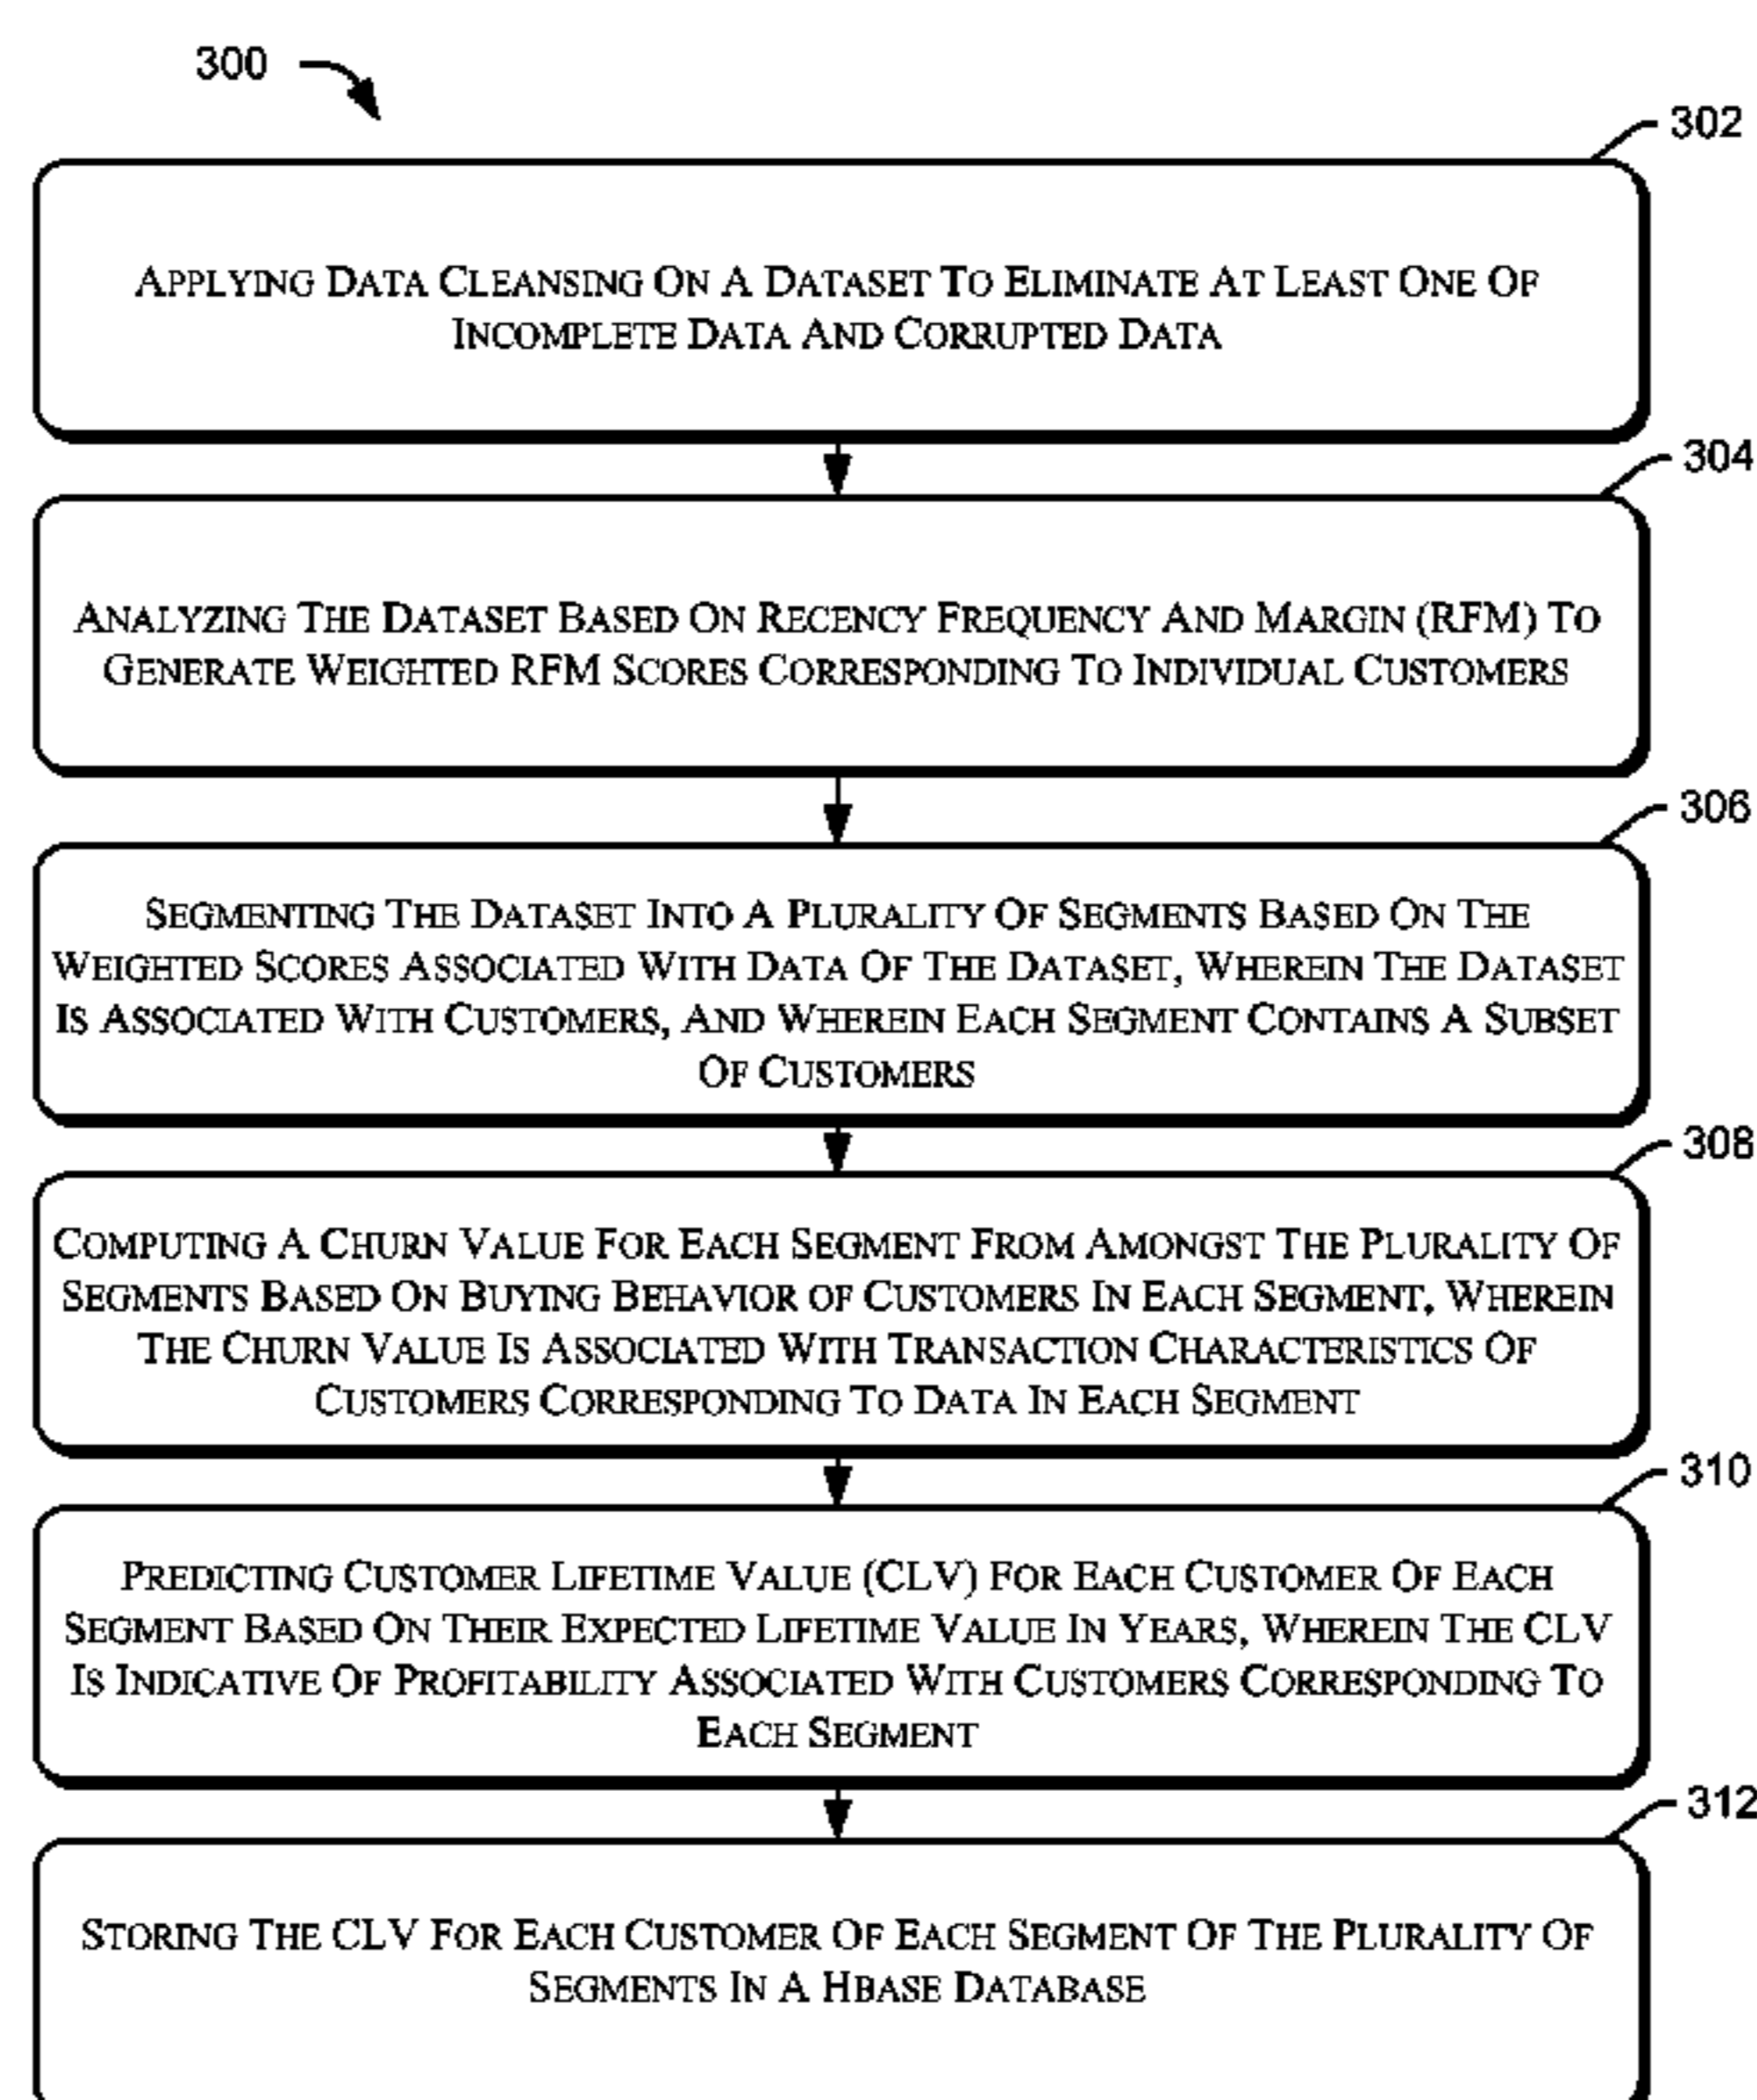 300
302
APPLYING DATA CLEANSING ON A DATASET TO ELIMINATE AT LEAST ONE OF
INCOMPLETE DATA AND CORRUPTED DATA
304
ANALYZING THE DATASET BASED ON RECENCY FREQUENCY AND MARGIN (RFM) TO
GENERATE WEIGHTED RFM SCORES CORRESPONDING TO INDIVIDUAL CUSTOMERS
306
SEGMENTING THE DATASET INTO A PLURALITY OF SEGMENTS BASED ON THE
WEIGHTED SCORES ASSOCIATED WITH DATA OF THE DATASET, WHEREIN THE DATASET
IS ASSOCIATED WITH CUSTOMERS, AND WHEREIN EACH SEGMENT CONTAINS A SUBSET
OF CUSTOMERS
308
COMPUTING A CHURN VALUE FOR EACH SEGMENT FROM AMONGST THE PLURALITY OF
SEGMENTS BASED ON BUYING BEHAVIOR OF CUSTOMERS IN EACH SEGMENT, WHEREIN
THE CHURN VALUE IS ASSOCIATED WITH TRANSACTION CHARACTERISTICS OF
CUSTOMERS CORRESPONDING TO DATA IN EACH SEGMENT
310
PREDICTING CUSTOMER LIFETIME VALUE (CLV) FOR EACH CUSTOMER OF EACH
SEGMENT BASED ON THEIR EXPECTED LIFETIME VALUE IN YEARS, WHEREIN THE CLV
IS INDICATIVE OF PROFITABILITY ASSOCIATED WITH CUSTOMERS CORRESPONDING TO
EACH SEGMENT
312
STORING THE CLV FOR EACH CUSTOMER OF EACH SEGMENT OF THE PLURALITY OF
SEGMENTS IN A HBASE DATABASE